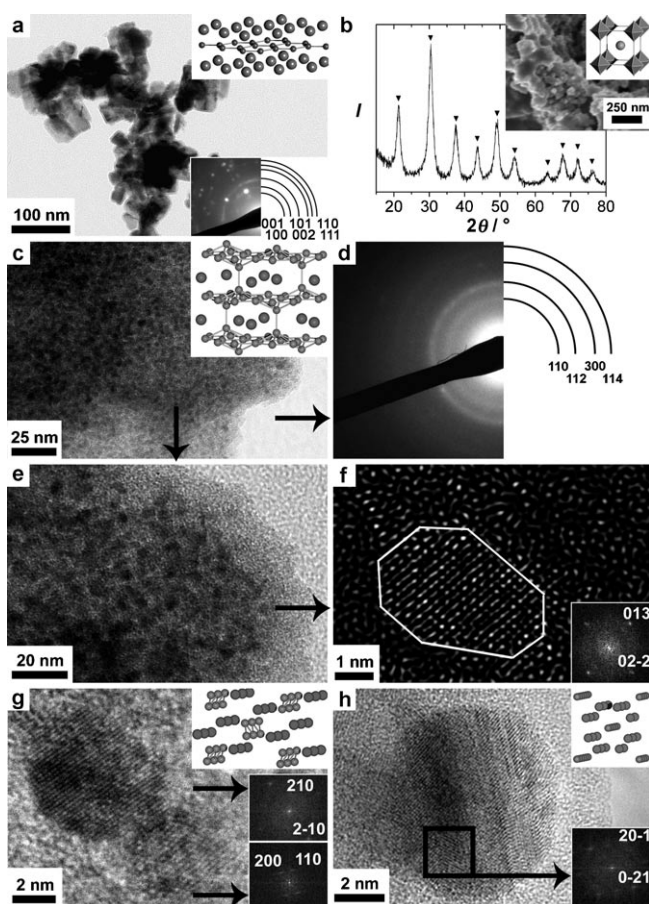 a
100 nm
001 101 110
100 002 111
b
I
250 nm
20 30 40 50 60 70 80
2θ / °
c
25 nm
d
110 300
112 114
e
20 nm
f
1 nm
013
02-2
g
2 nm
210
2-10
200 110
h
2 nm
20-1
0-21